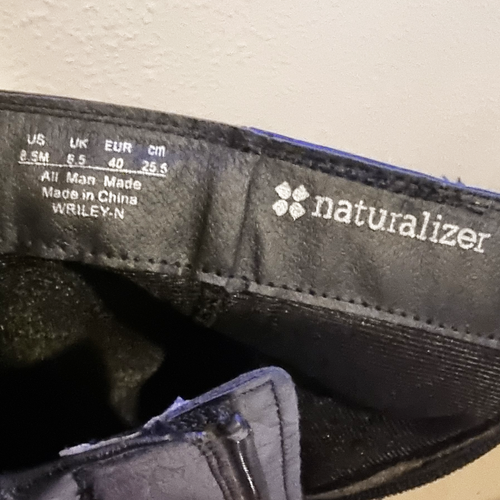 US UK EUR cm
8.5M 6.5 40 25.5
All Man Made
Made in China
WRILEY-N
naturalizer